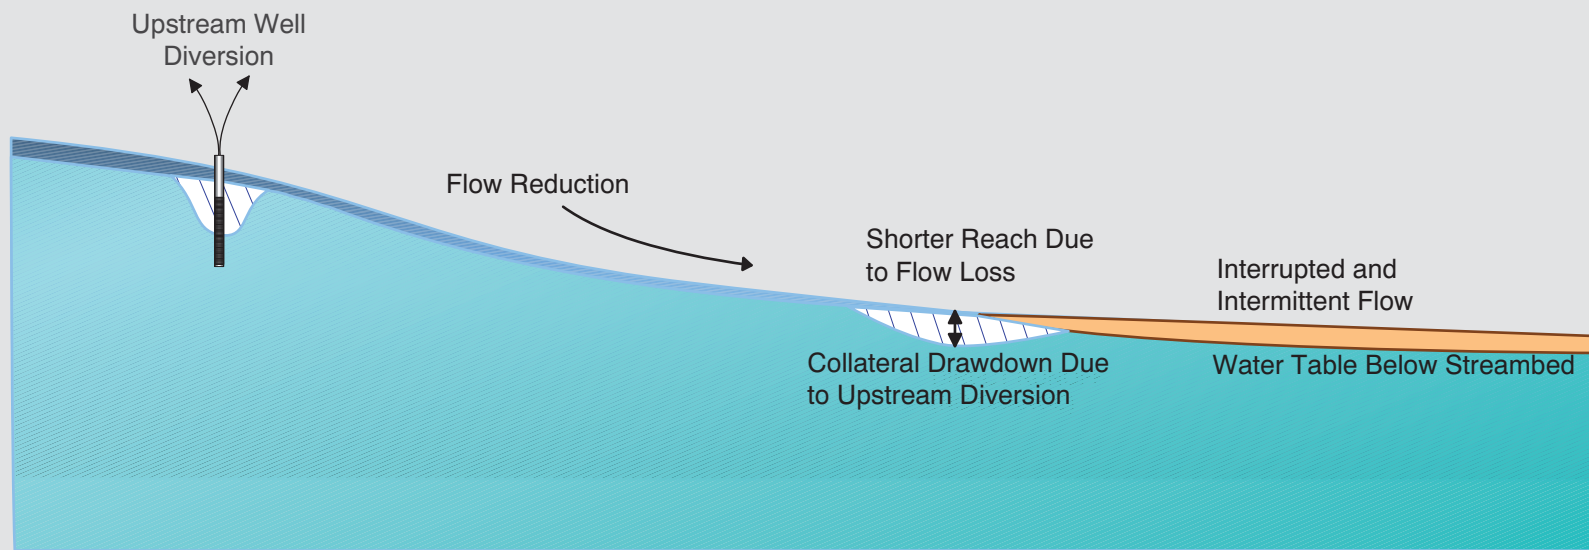 Upstream Well
Diversion
Flow Reduction
Shorter Reach Due
to Flow Loss
Interrupted and
Intermittent Flow
Collateral Drawdown Due
to Upstream Diversion
Water Table Below Streambed